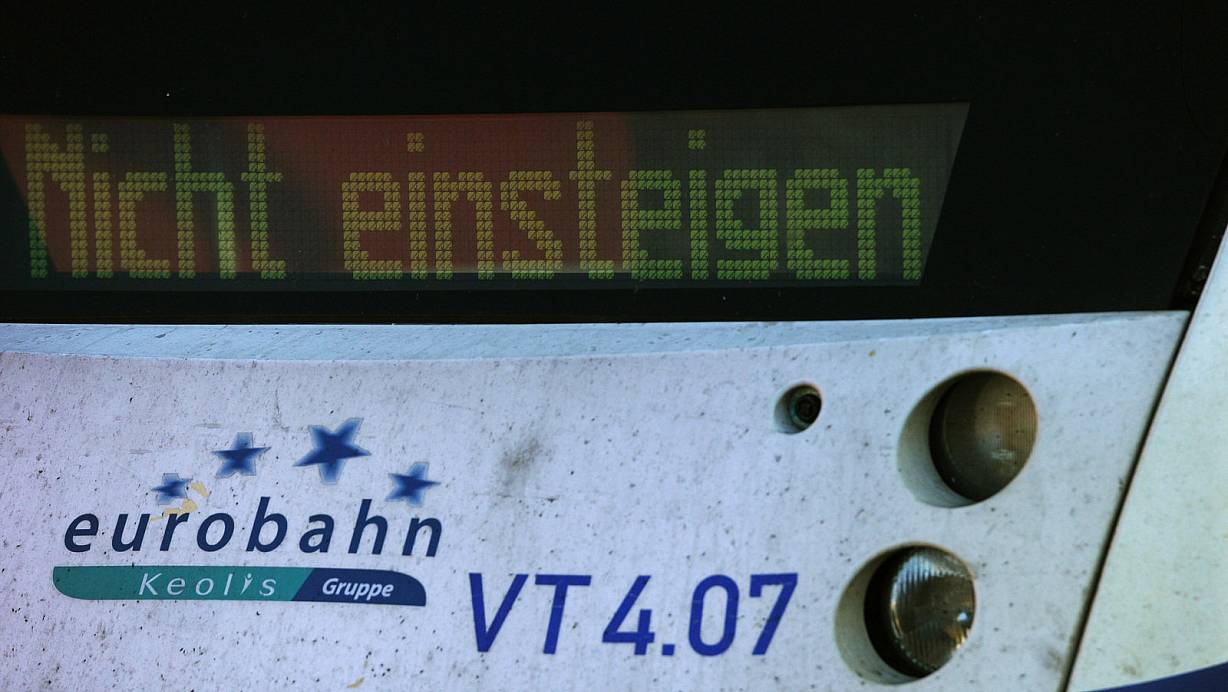 Nicht einsteigen
eurobahn
Keolis Gruppe
VT 4.07